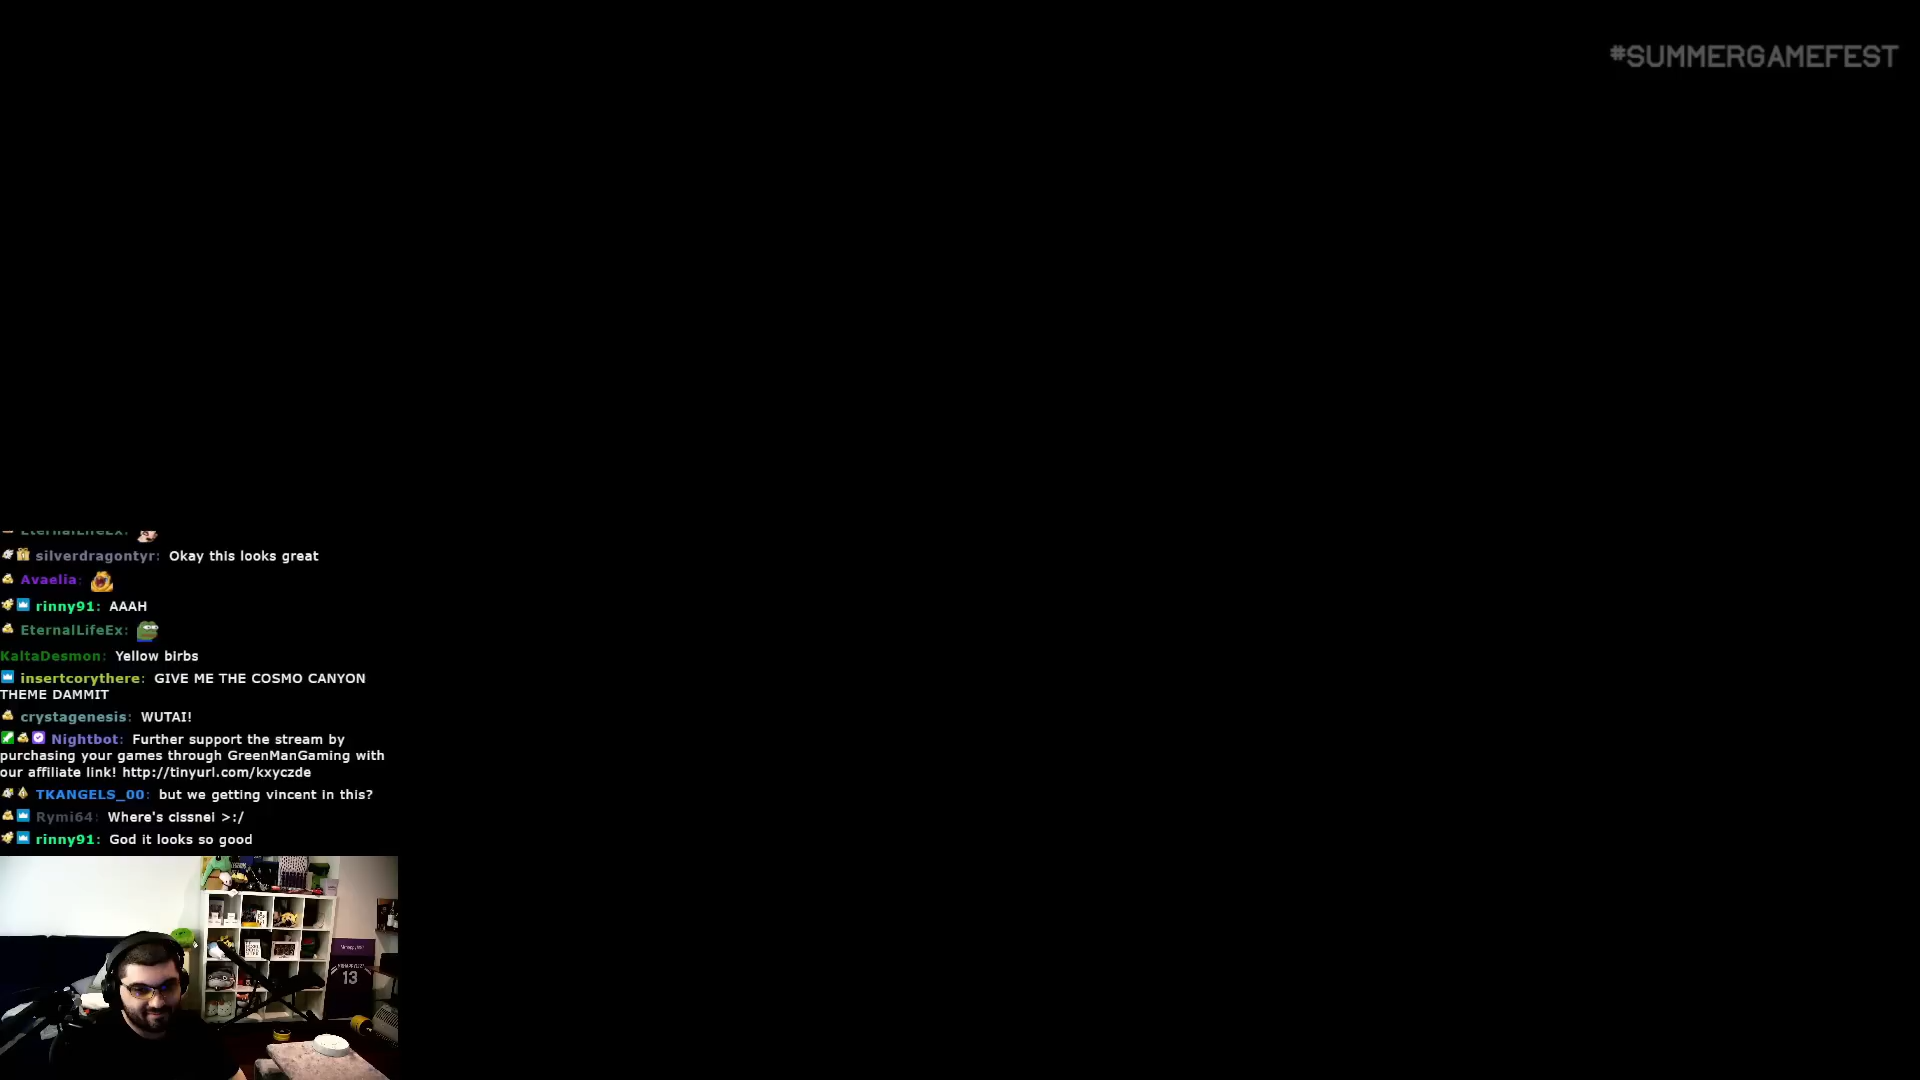 #SUMMERGAMEFEST
EternalLifeEx:
silverdragontyr: Okay this looks great
Avaelia:
rinny91: AAAH
EternalLifeEx:
KaltaDesmon: Yellow birbs
insertcorythere: GIVE ME THE COSMO CANYON
THEME DAMMIT
crystagenesis: WUTAI!
Nightbot: Further support the stream by
purchasing your games through GreenManGaming with
our affiliate link! http://tinyurl.com/kxyczde
TKANGELS_00: but we getting vincent in this?
Rymi64: Where's cissnei >:/
rinny91: God it looks so good
13